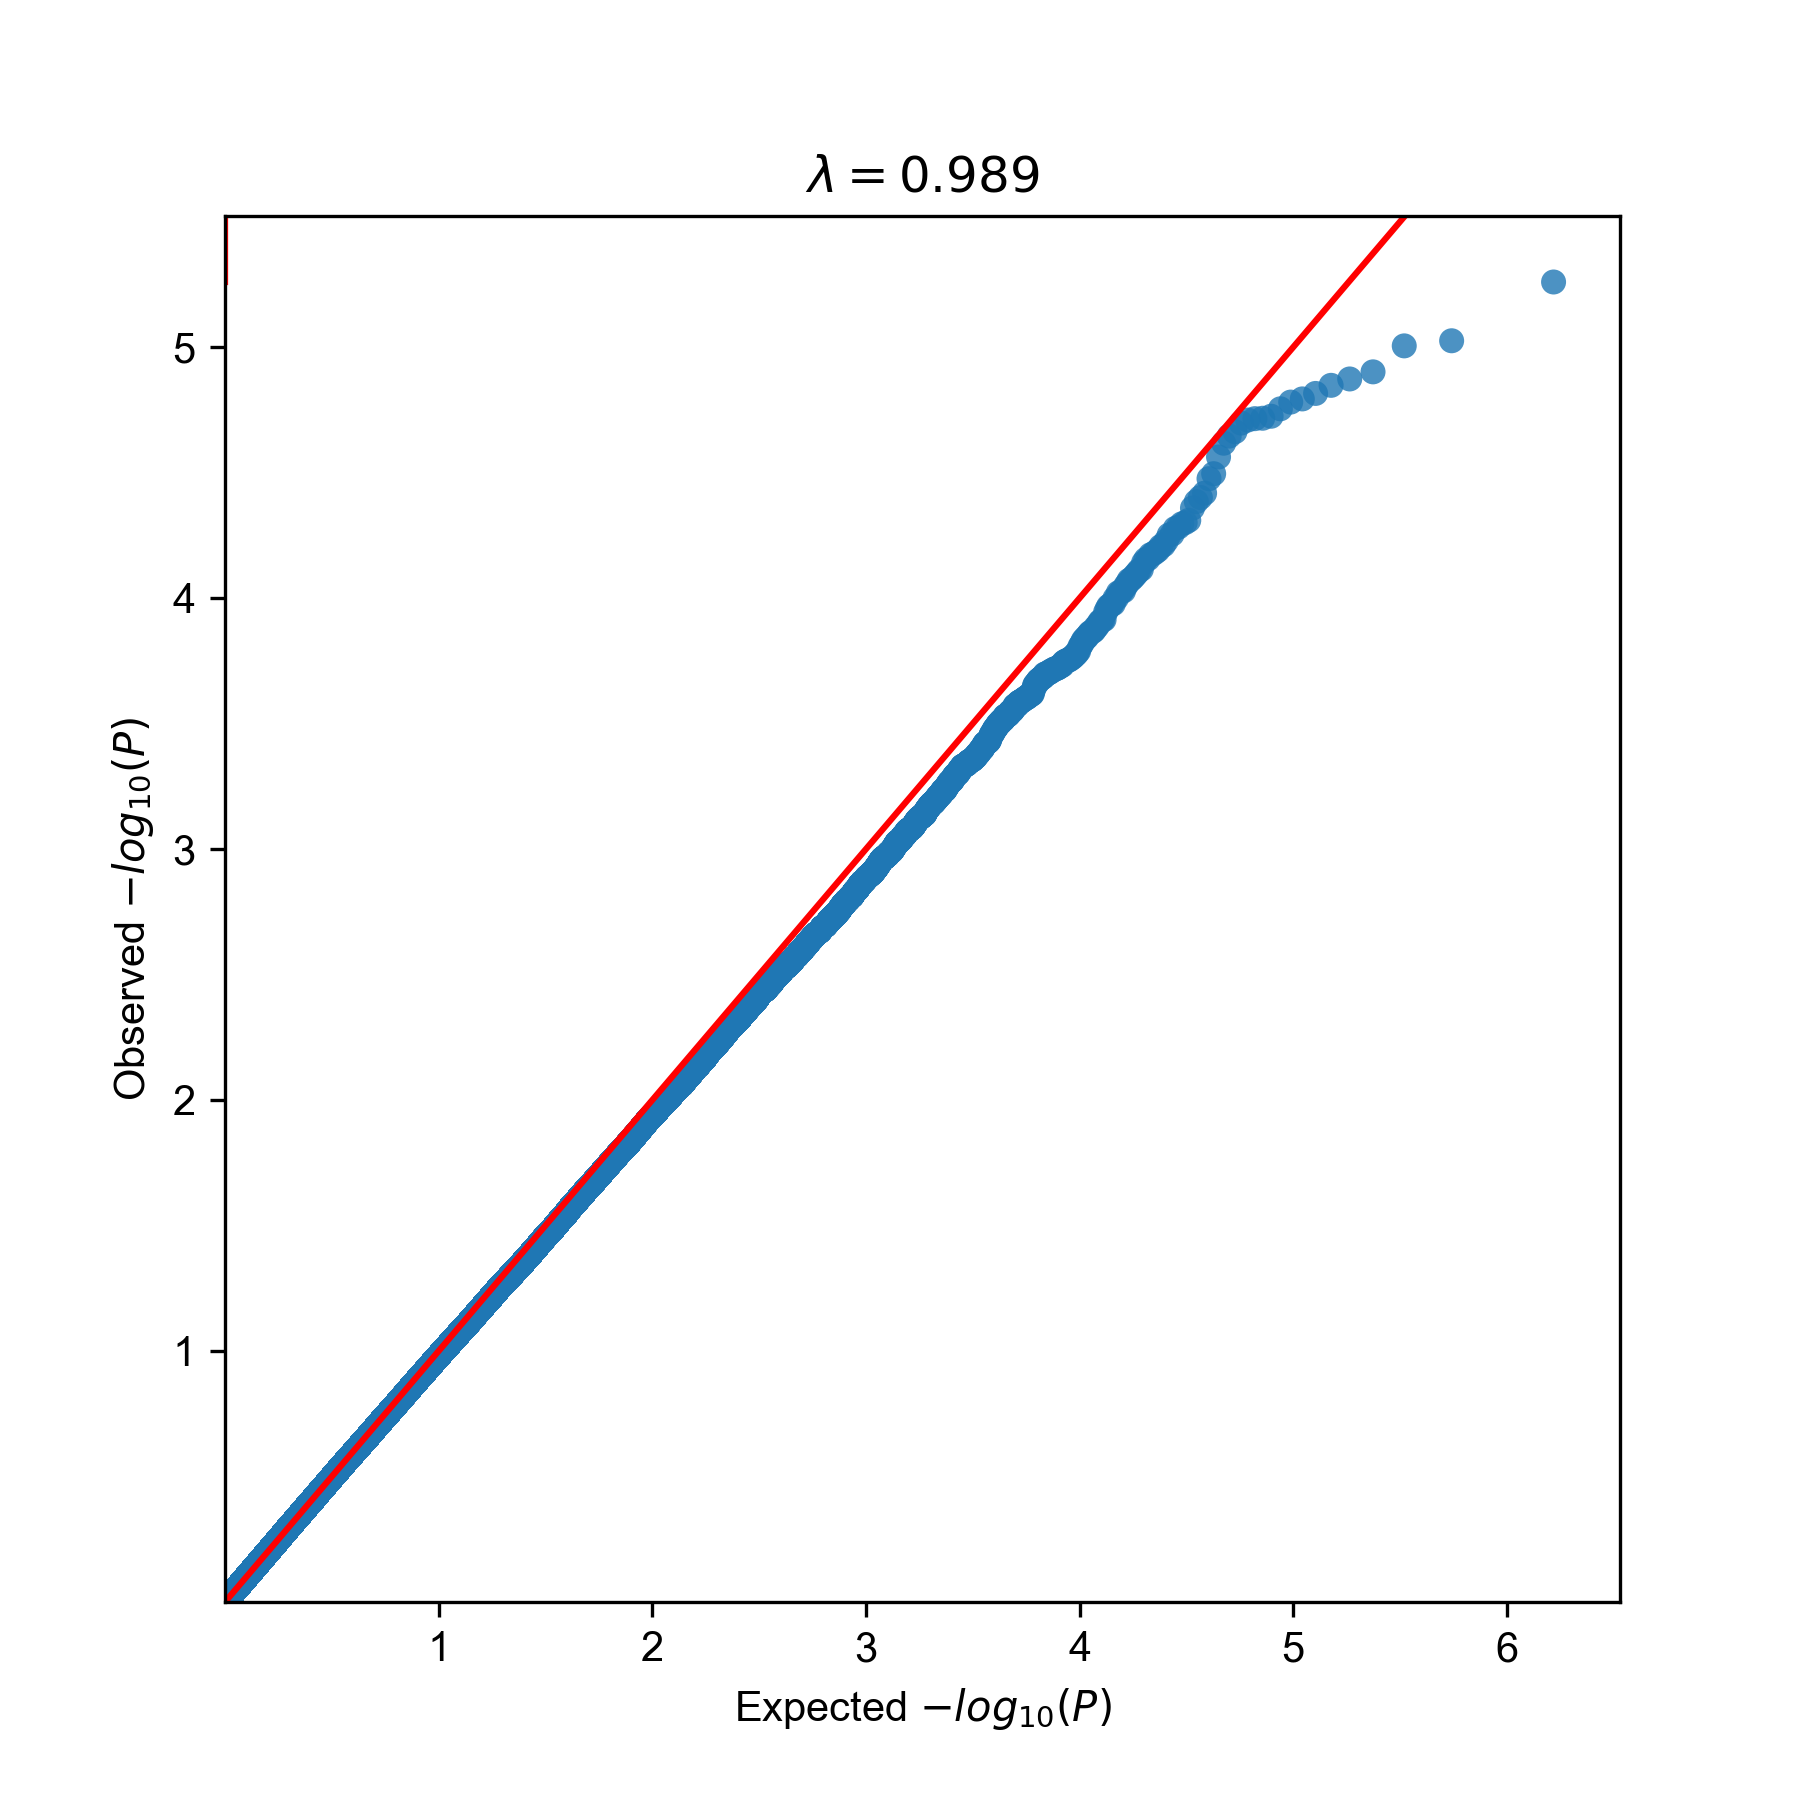 λ = 0.989
5
4
3
2
1
Observed −log₁₀(P)
1 2 3 4 5 6
Expected −log₁₀(P)